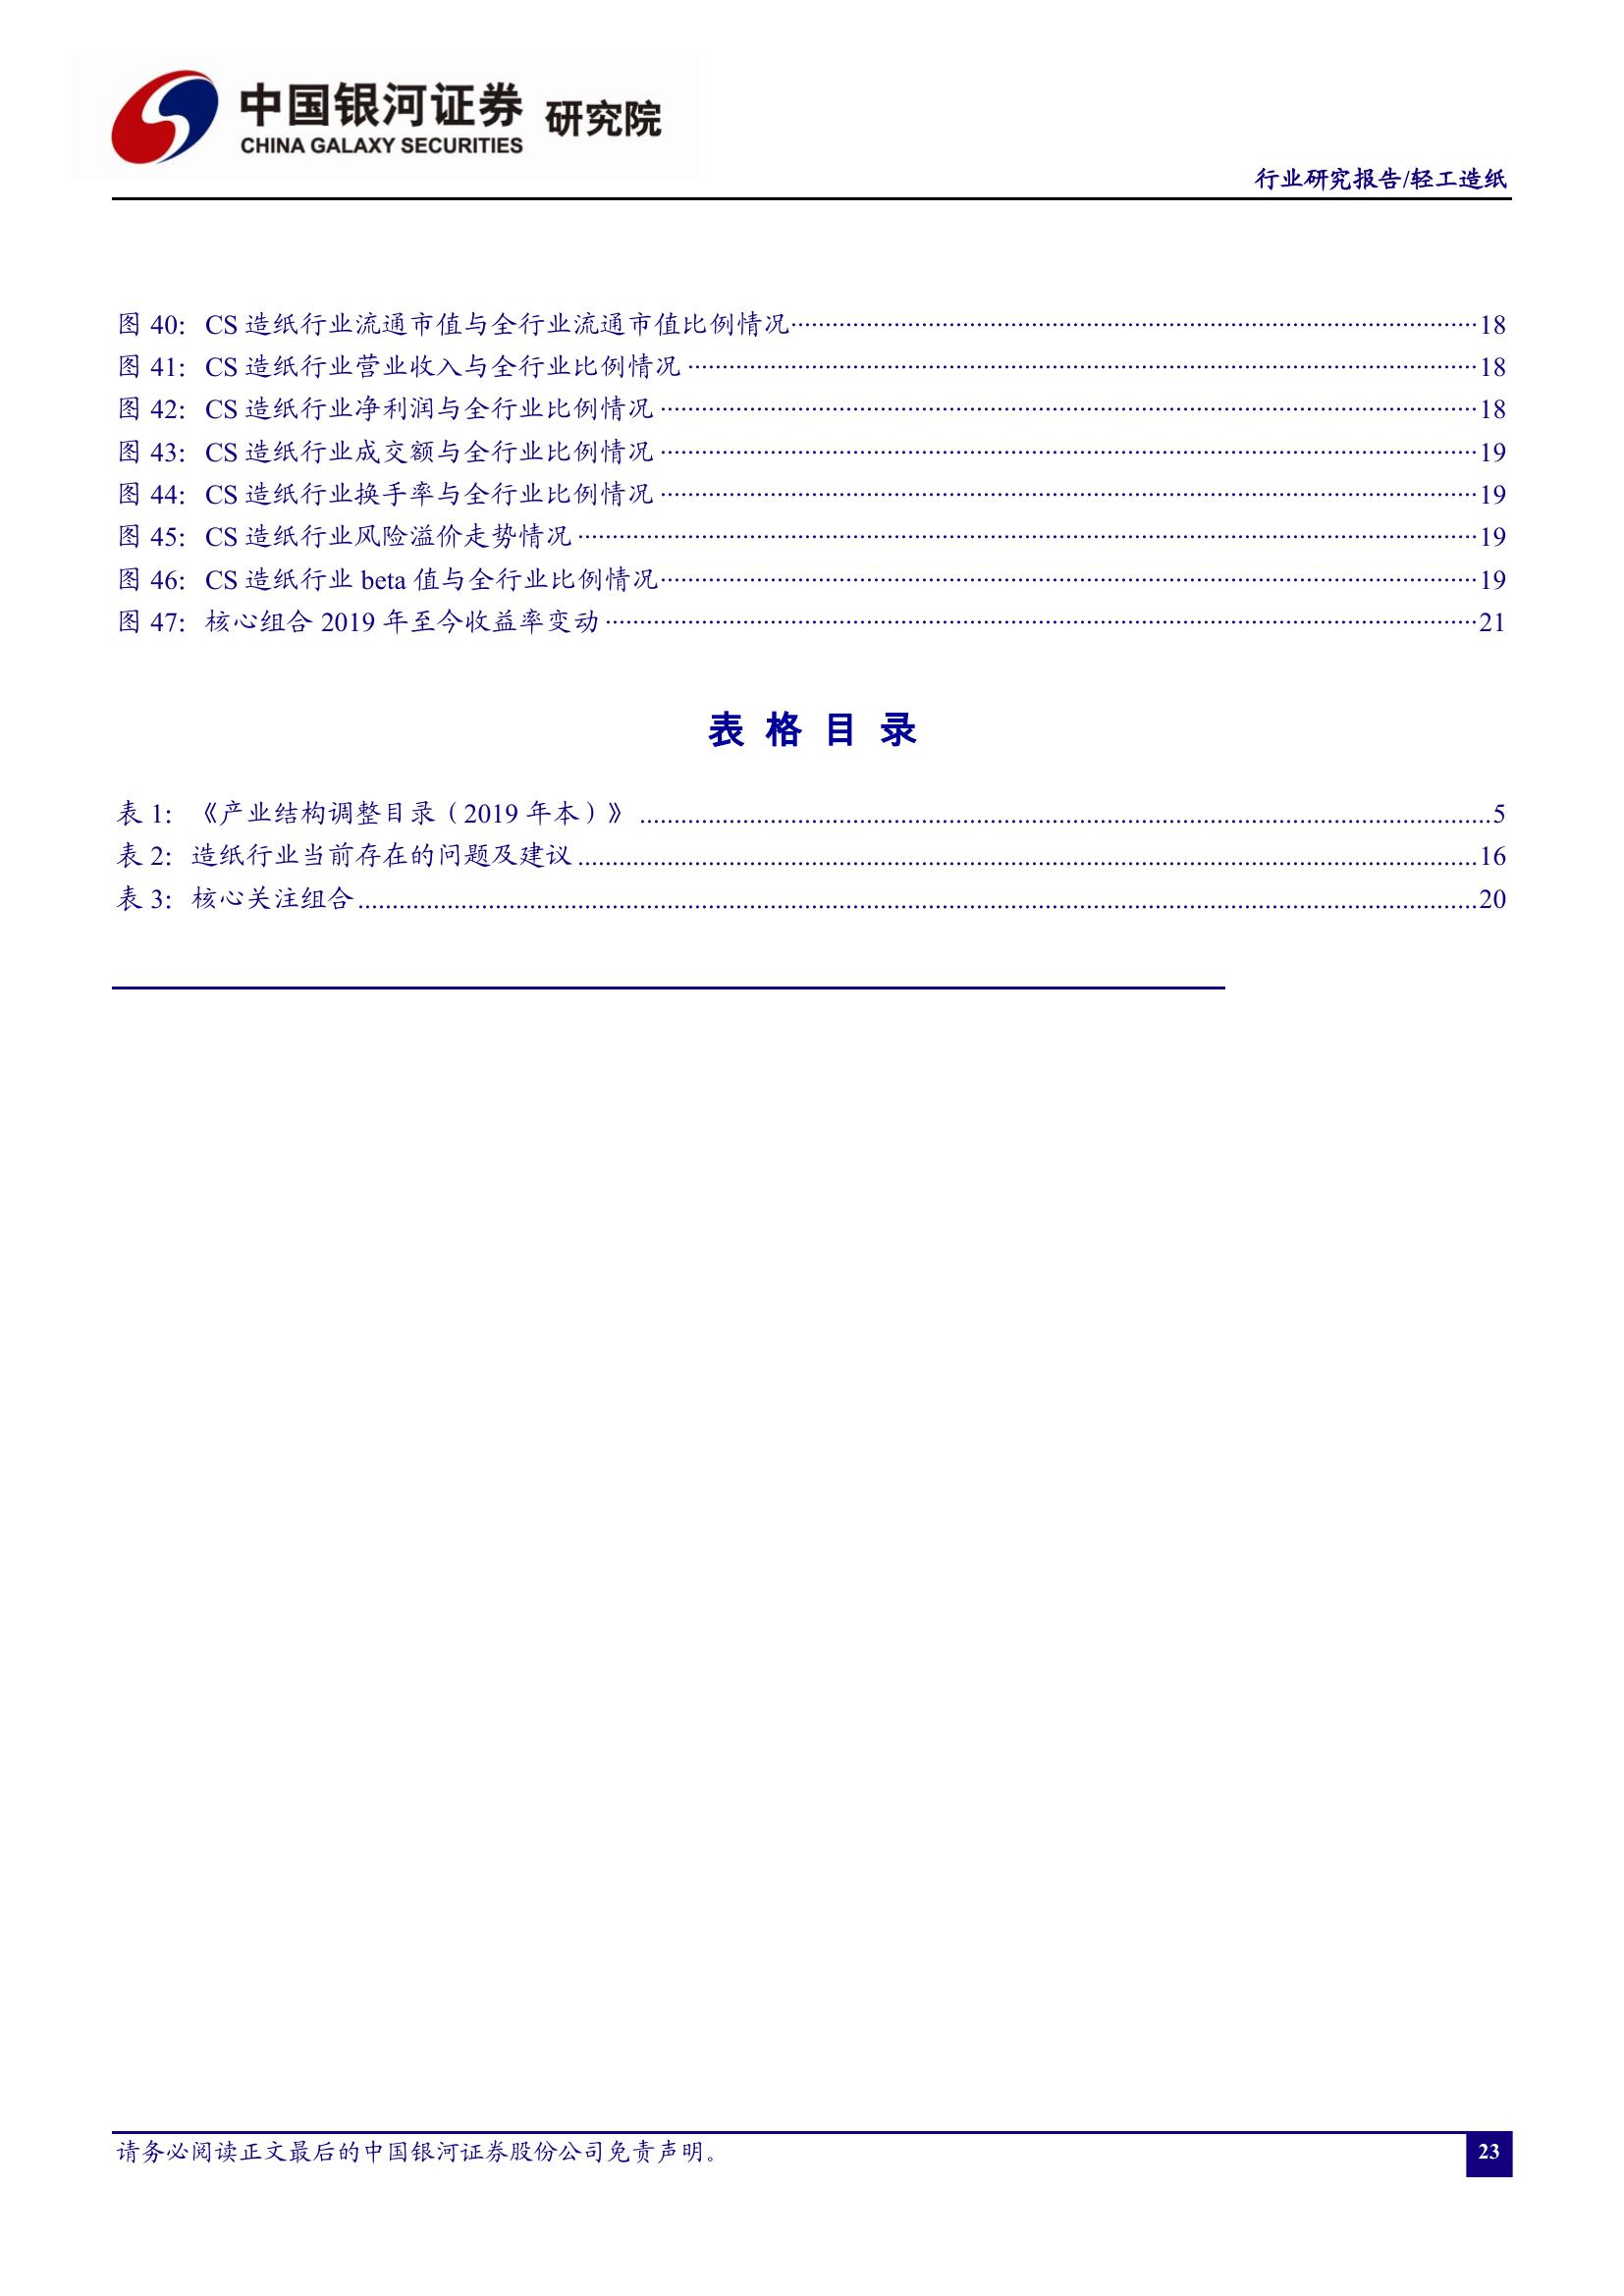 中国银河证券 研究院
CHINA GALAXY SECURITIES
行业研究报告/轻工造纸
图 40: CS 造纸行业流通市值与全行业流通市值比例情况 18
图 41: CS 造纸行业营业收入与全行业比例情况 18
图 42: CS 造纸行业净利润与全行业比例情况 18
图 43: CS 造纸行业成交额与全行业比例情况 19
图 44: CS 造纸行业换手率与全行业比例情况 19
图 45: CS 造纸行业风险溢价走势情况 19
图 46: CS 造纸行业 beta 值与全行业比例情况 19
图 47: 核心组合 2019 年至今收益率变动 21
表 格 目 录
表 1: 《产业结构调整目录（2019 年本）》 5
表 2: 造纸行业当前存在的问题及建议 16
表 3: 核心关注组合 20
请务必阅读正文最后的中国银河证券股份公司免责声明。
23